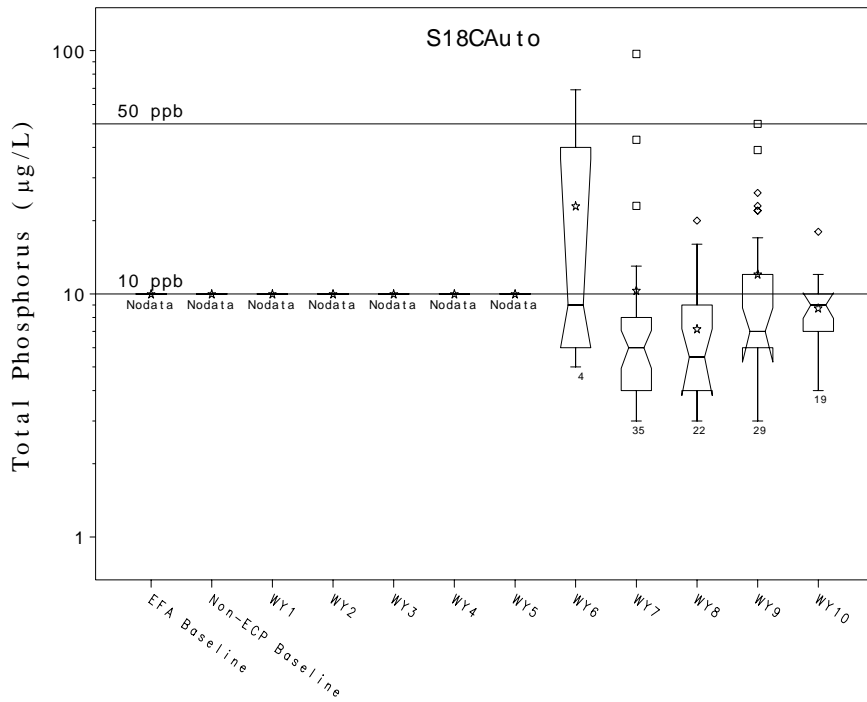 S18CAuto
Total Phosphorus (µg/L)
100
50 ppb
10 ppb
10
Nodata Nodata Nodata Nodata Nodata Nodata Nodata
4
35
22
29
19
1
EFA Baseline
Non-ECP Baseline
WY1
WY2
WY3
WY4
WY5
WY6
WY7
WY8
WY9
WY10